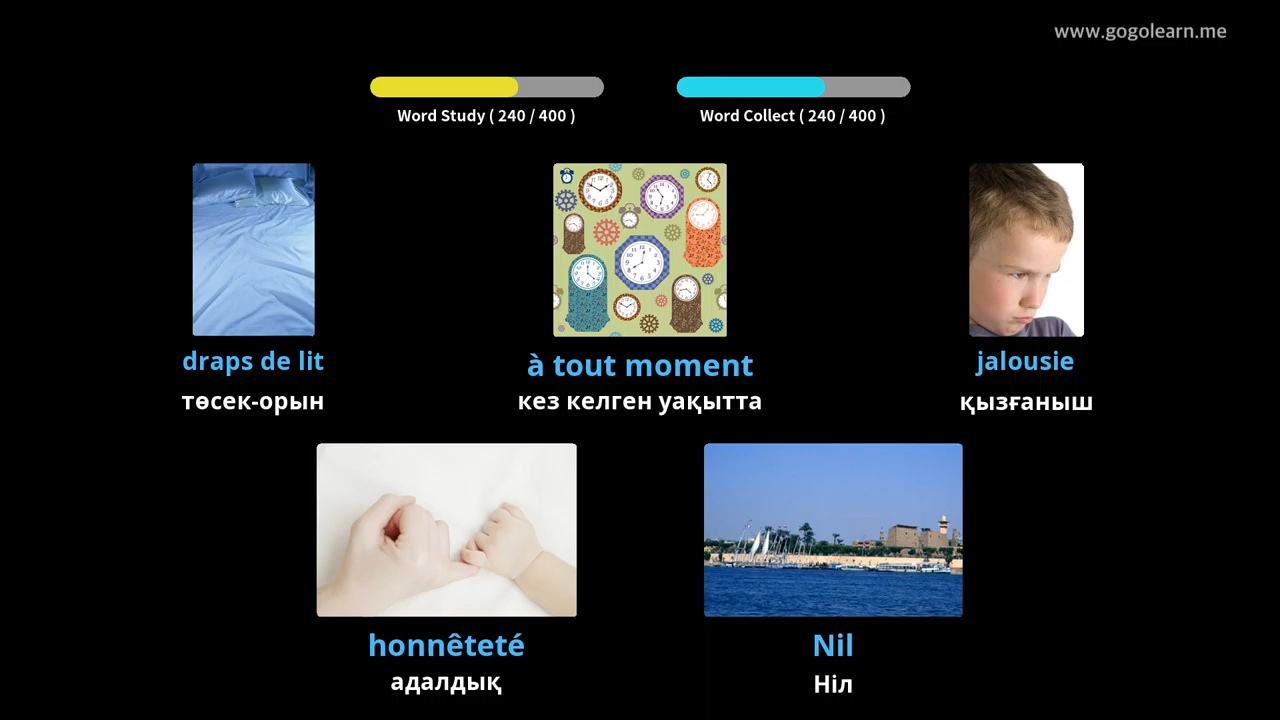 www.gogolearn.me
Word Study ( 240 / 400 )
Word Collect ( 240 / 400 )
draps de lit
төсек-орын
à tout moment
кез келген уақытта
jalousie
қызғаныш
honnêteté
адалдық
Nil
Ніл